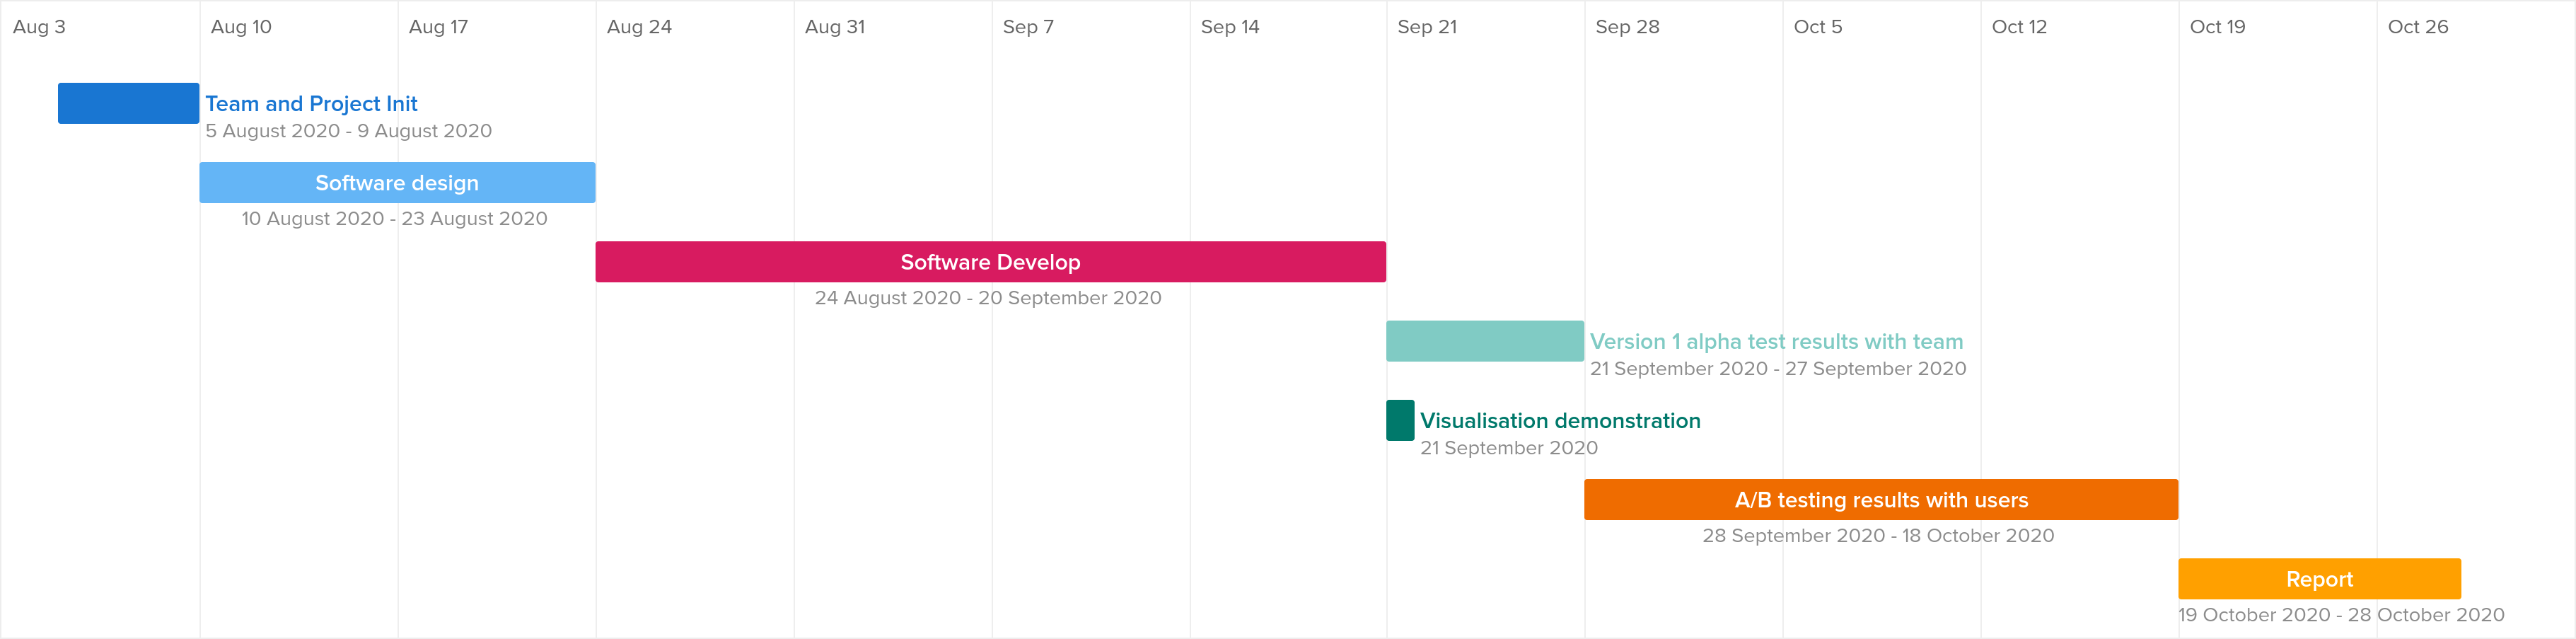 Aug 3 Aug 10 Aug 17 Aug 24 Aug 31 Sep 7 Sep 14 Sep 21 Sep 28 Oct 5 Oct 12 Oct 19 Oct 26
Team and Project Init
5 August 2020 - 9 August 2020
Software design
10 August 2020 - 23 August 2020
Software Develop
24 August 2020 - 20 September 2020
Version 1 alpha test results with team
21 September 2020 - 27 September 2020
Visualisation demonstration
21 September 2020
A/B testing results with users
28 September 2020 - 18 October 2020
Report
19 October 2020 - 28 October 2020